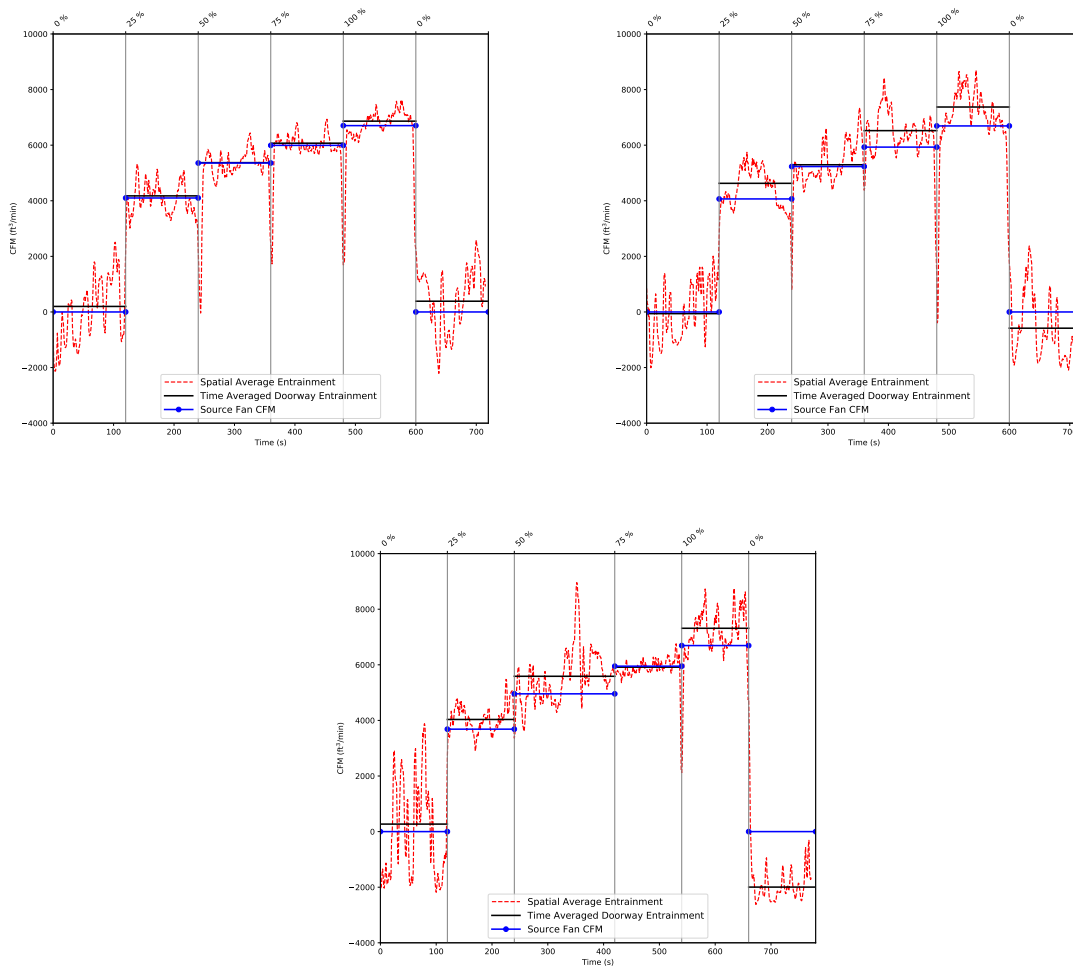 0 % 25 % 50 % 75 % 100 % 0 %
10000
8000
6000
4000
2000
0
−2000
−4000
CFM (ft³/min)
Spatial Average Entrainment
Time Averaged Doorway Entrainment
Source Fan CFM
0 100 200 300 400 500 600 700
Time (s)
0 % 25 % 50 % 75 % 100 % 0 %
10000
8000
6000
4000
2000
0
−2000
−4000
CFM (ft³/min)
Spatial Average Entrainment
Time Averaged Doorway Entrainment
Source Fan CFM
0 100 200 300 400 500 600 700
Time (s)
0 % 25 % 50 % 75 % 100 % 0 %
10000
8000
6000
4000
2000
0
−2000
−4000
CFM (ft³/min)
Spatial Average Entrainment
Time Averaged Doorway Entrainment
Source Fan CFM
0 100 200 300 400 500 600 700
Time (s)